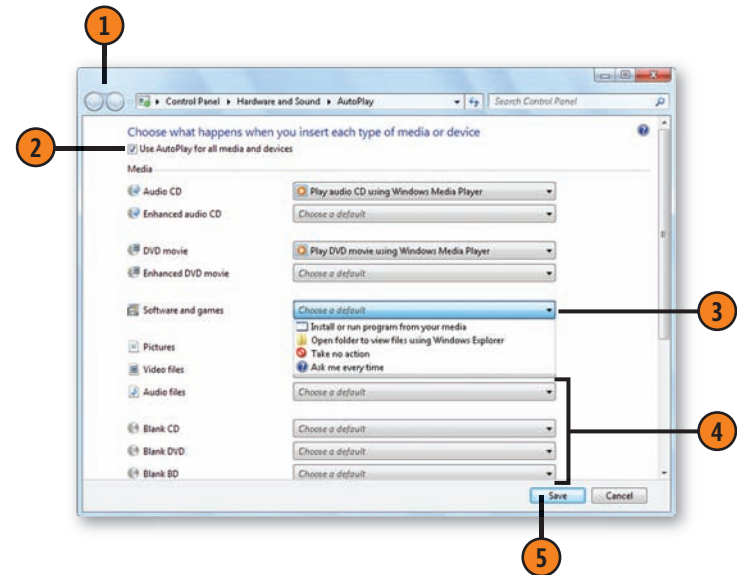 1
Control Panel Hardware and Sound AutoPlay Search Control Panel
Choose what happens when you insert each type of media or device
2
Use AutoPlay for all media and devices
Media
Audio CD Play audio CD using Windows Media Player
Enhanced audio CD Choose a default
DVD movie Play DVD movie using Windows Media Player
Enhanced DVD movie Choose a default
Software and games Choose a default
3
Install or run program from your media
Open folder to view files using Windows Explorer
Pictures
Take no action
Video files
Ask me every time
Audio files Choose a default
Blank CD Choose a default
4
Blank DVD Choose a default
Blank BD Choose a default
Save Cancel
5